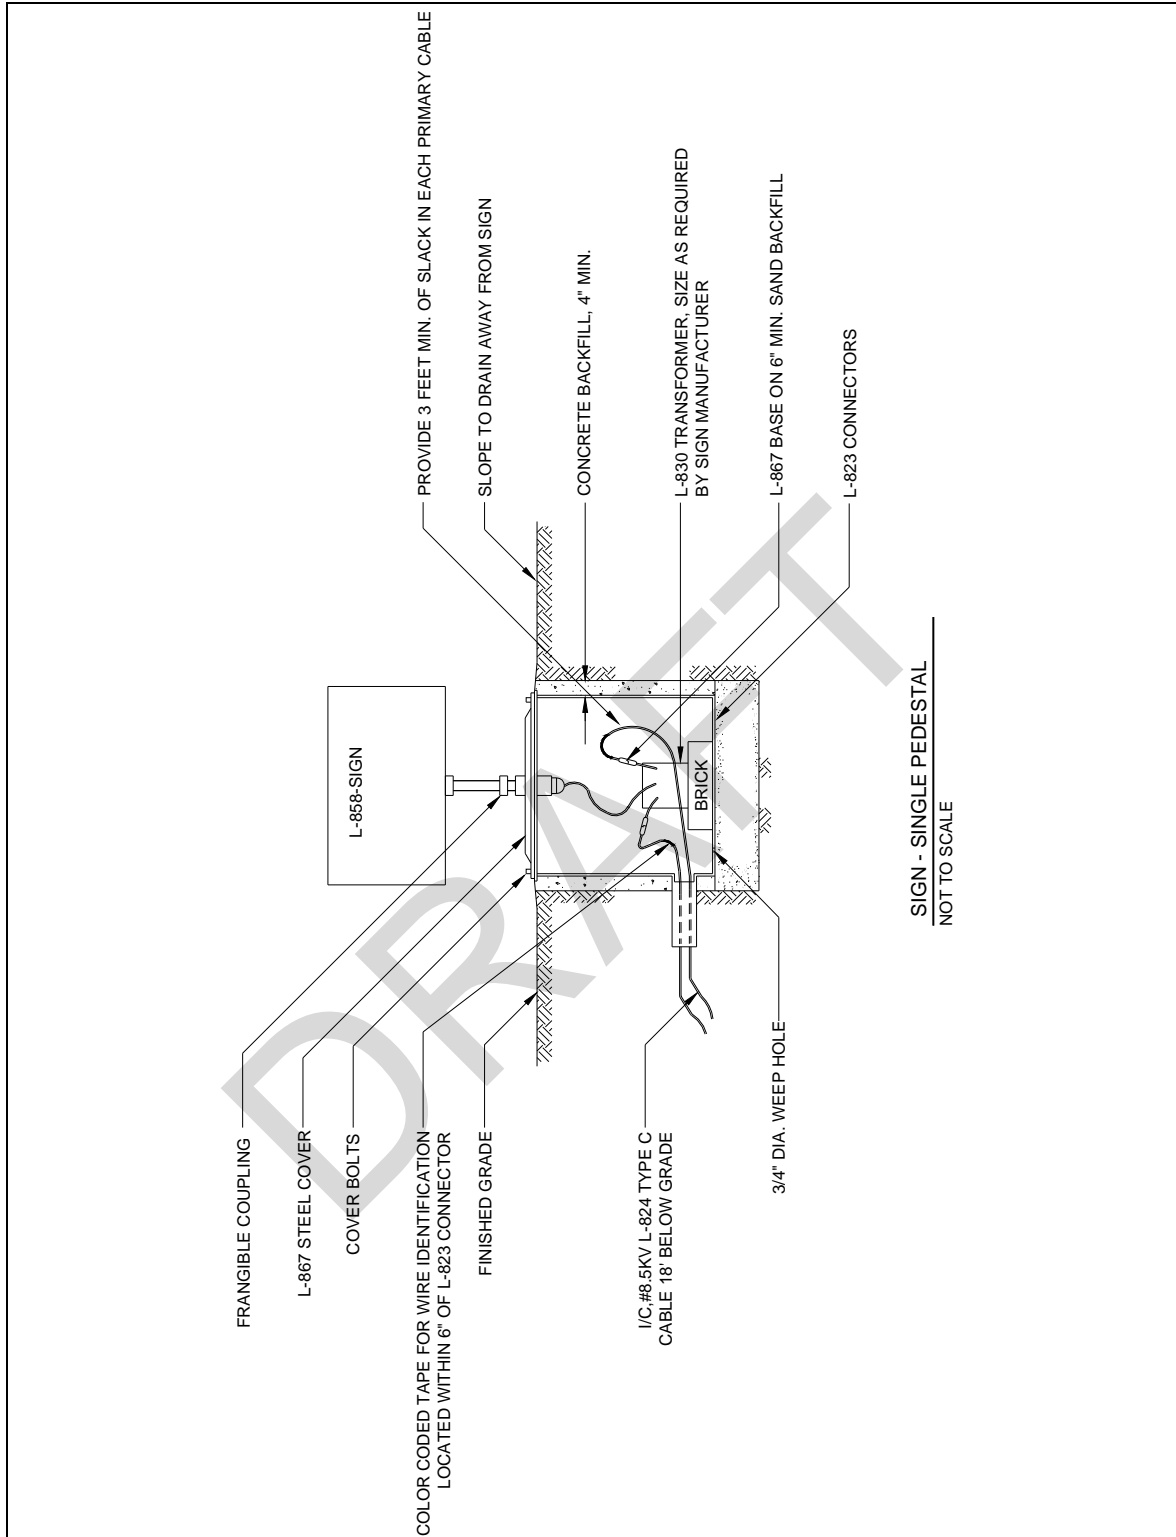 FRANGIBLE COUPLING
L-867 STEEL COVER
COVER BOLTS
COLOR CODED TAPE FOR WIRE IDENTIFICATION
LOCATED WITHIN 6" OF L-823 CONNECTOR
FINISHED GRADE
I/C,#8.5KV L-824 TYPE C
CABLE 18' BELOW GRADE
3/4" DIA. WEEP HOLE
L-858-SIGN
BRICK
PROVIDE 3 FEET MIN. OF SLACK IN EACH PRIMARY CABLE
SLOPE TO DRAIN AWAY FROM SIGN
CONCRETE BACKFILL, 4" MIN.
L-830 TRANSFORMER, SIZE AS REQUIRED
BY SIGN MANUFACTURER
L-867 BASE ON 6" MIN. SAND BACKFILL
L-823 CONNECTORS
SIGN - SINGLE PEDESTAL
NOT TO SCALE
DRAFT